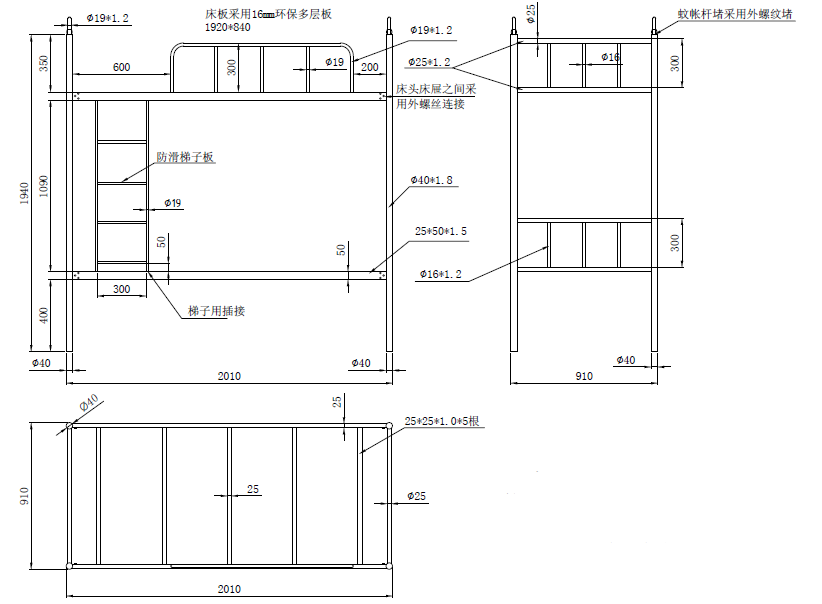 Φ19*1.2
床板采用16mm环保多层板
1920*840
Φ19*1.2
Φ25
蚊帐杆堵采用外螺纹堵
350
600
300
Φ19
200
Φ25*1.2
Φ16
300
床头床屉之间采
用外螺丝连接
防滑梯子板
1940
1090
Φ19
Φ40*1.8
50
50
25*50*1.5
300
Φ16*1.2
300
梯子用插接
400
Φ40
Φ40
Φ40
2010
910
Φ40
25
25*25*1.0*5根
910
25
Φ25
2010